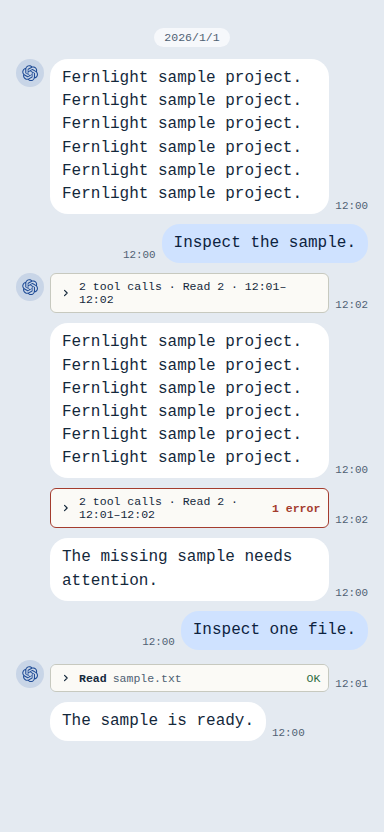 2026/1/1
Fernlight sample project.
Fernlight sample project.
Fernlight sample project.
Fernlight sample project.
Fernlight sample project.
Fernlight sample project.
12:00
Inspect the sample.
12:00
2 tool calls · Read 2 · 12:01–
12:02
12:02
Fernlight sample project.
Fernlight sample project.
Fernlight sample project.
Fernlight sample project.
Fernlight sample project.
Fernlight sample project.
12:00
2 tool calls · Read 2 ·
12:01–12:02
1 error
12:02
The missing sample needs
attention.
12:00
Inspect one file.
12:00
Read sample.txt OK
12:01
The sample is ready.
12:00